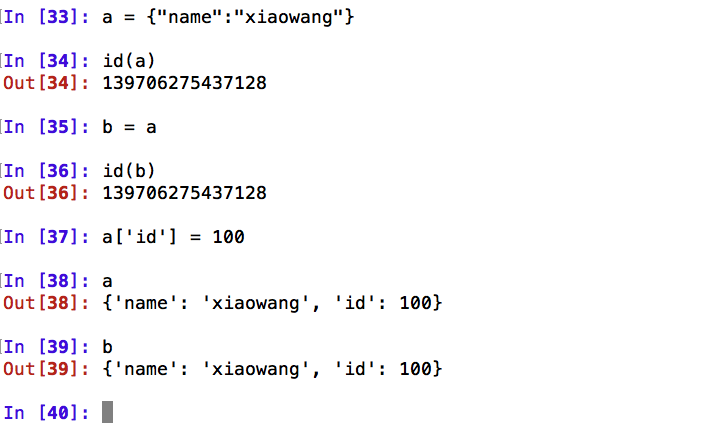 In [33]: a = {"name":"xiaowang"}
In [34]: id(a)
Out[34]: 139706275437128
In [35]: b = a
In [36]: id(b)
Out[36]: 139706275437128
In [37]: a['id'] = 100
In [38]: a
Out[38]: {'name': 'xiaowang', 'id': 100}
In [39]: b
Out[39]: {'name': 'xiaowang', 'id': 100}
In [40]: